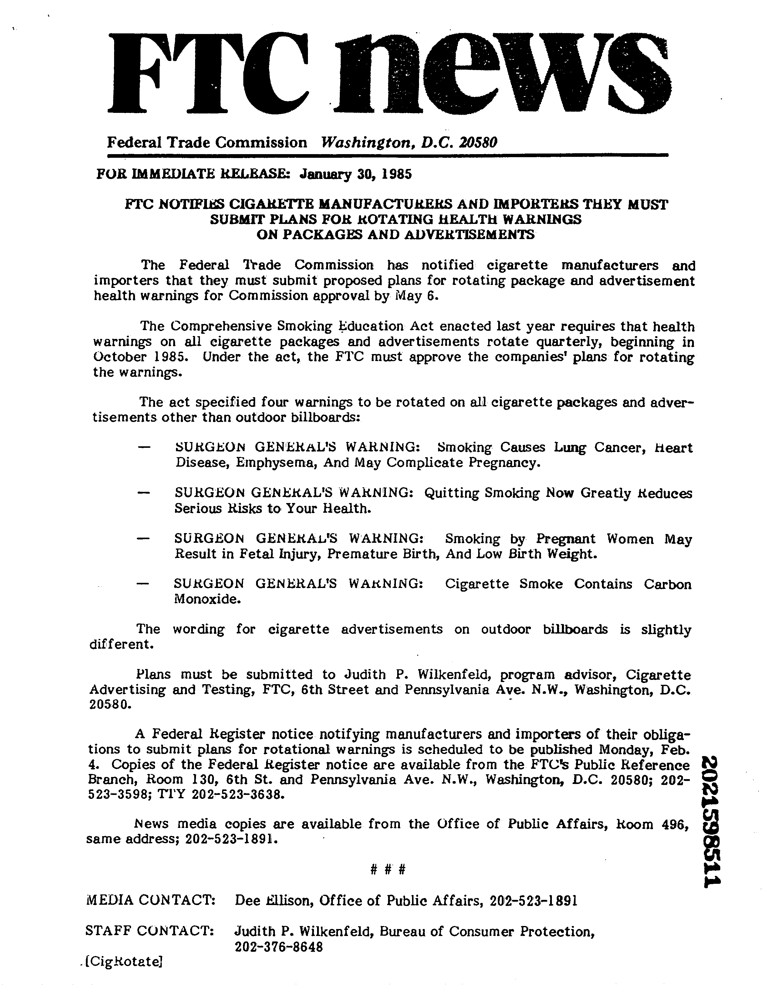 FTC news
Federal Trade Commission Washington, D.C. 20580
FOR IMMEDIATE RELEASE: January 30, 1985
FTC NOTIFIES CIGARETTE MANUFACTURERS AND IMPORTERS THEY MUST
SUBMIT PLANS FOR ROTATING HEALTH WARNINGS
ON PACKAGES AND ADVERTISEMENTS
The Federal Trade Commission has notified cigarette manufacturers and
importers that they must submit proposed plans for rotating package and advertisement
health warnings for Commission approval by May 6.
The Comprehensive Smoking Education Act enacted last year requires that health
warnings on all cigarette packages and advertisements rotate quarterly, beginning in
October 1985. Under the act, the FTC must approve the companies' plans for rotating
the warnings.
The act specified four warnings to be rotated on all cigarette packages and adver-
tisements other than outdoor billboards:
— SURGEON GENERAL'S WARNING: Smoking Causes Lung Cancer, Heart
Disease, Emphysema, And May Complicate Pregnancy.
— SURGEON GENERAL'S WARNING: Quitting Smoking Now Greatly Reduces
Serious Risks to Your Health.
— SURGEON GENERAL'S WARNING: Smoking by Pregnant Women May
Result in Fetal Injury, Premature Birth, And Low Birth Weight.
— SURGEON GENERAL'S WARNING: Cigarette Smoke Contains Carbon
Monoxide.
The wording for cigarette advertisements on outdoor billboards is slightly
different.
Plans must be submitted to Judith P. Wilkenfeld, program advisor, Cigarette
Advertising and Testing, FTC, 6th Street and Pennsylvania Ave. N.W., Washington, D.C.
20580.
A Federal Register notice notifying manufacturers and importers of their obliga-
tions to submit plans for rotational warnings is scheduled to be published Monday, Feb.
4. Copies of the Federal Register notice are available from the FTC's Public Reference
Branch, Room 130, 6th St. and Pennsylvania Ave. N.W., Washington, D.C. 20580; 202-
523-3598; TTY 202-523-3638.
News media copies are available from the Office of Public Affairs, Room 496,
same address; 202-523-1891.
# # #
MEDIA CONTACT: Dee Ellison, Office of Public Affairs, 202-523-1891
STAFF CONTACT: Judith P. Wilkenfeld, Bureau of Consumer Protection,
202-376-8648
[CigRotate]
2021598511